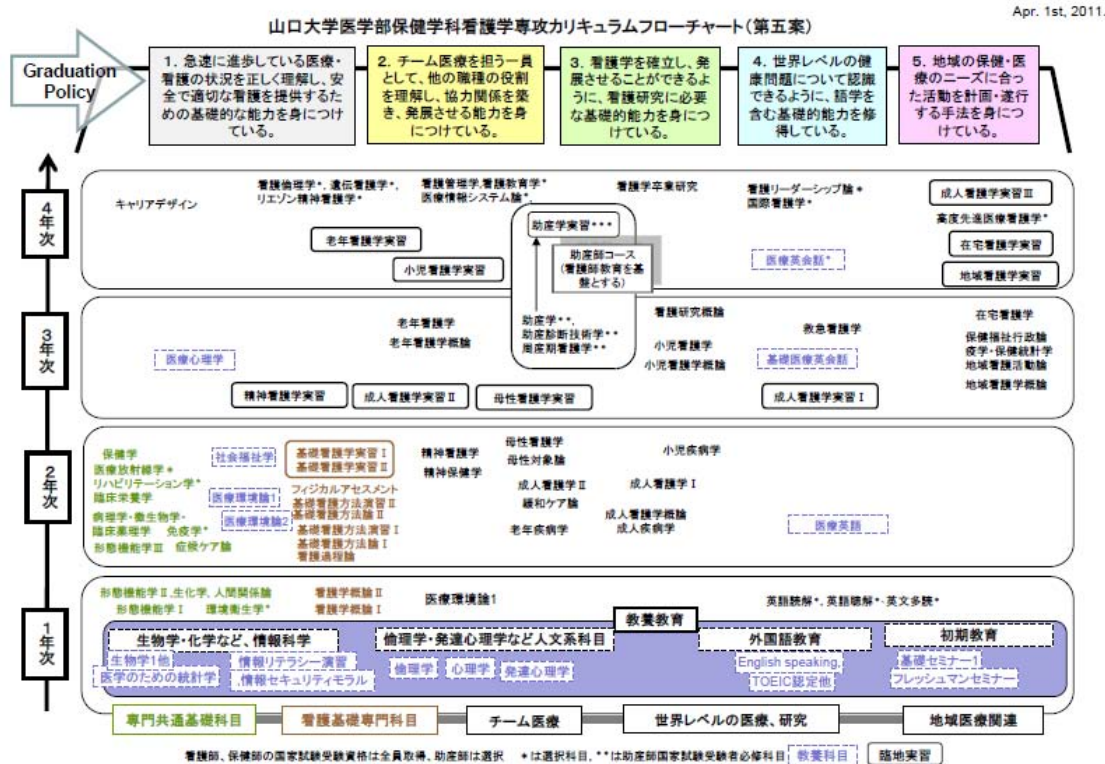 Apr. 1st, 2011.
山口大学医学部保健学科看護学専攻カリキュラムフローチャート(第五案)
Graduation
Policy
1. 急速に進歩している医療・
看護の状況を正しく理解し、安
全で適切な看護を提供するた
めの基礎的な能力を身につ
けている。
2. チーム医療を担う一員
として、他の職種の役割
を理解し、協力関係を築
き、発展させる能力を身
につけている。
3. 看護学を確立し、発
展させることができるよ
うに、看護研究に必要
な基礎的能力を身につ
けている。
4. 世界レベルの健
康問題について認識
できるように、語学を
含む基礎的能力を修
得している。
5. 地域の保健・医
療のニーズに合っ
た活動を計画・遂行
する手法を身につ
けている。
4年次
キャリアデザイン
看護倫理学*, 遺伝看護学*,
リエゾン精神看護学*
看護管理学,看護教育学*
医療情報システム論*,
看護学卒業研究
看護リーダーシップ論*
国際看護学*
成人看護学実習Ⅲ
高度先進医療看護学*
在宅看護学実習
地域看護学実習
老年看護学実習
小児看護学実習
助産学実習***
助産師コース
(看護師教育を基
盤とする)
医療英会話*
3年次
老年看護学
老年看護学概論
助産学**,
助産診断技術学**
周産期看護学**
看護研究概論
小児看護学
小児看護学概論
救急看護学
基礎医療英会話
在宅看護学
保健福祉行政論
疫学・保健統計学
地域看護活動論
地域看護学概論
医療心理学
精神看護学実習
成人看護学実習Ⅱ
母性看護学実習
成人看護学実習Ⅰ
2年次
保健学
医療放射線学*
リハビリテーション学*
臨床栄養学
病理学・微生物学・
臨床薬理学 免疫学*
形態機能学Ⅲ 症候ケア論
社会福祉学
医療環境論1
医療環境論2
基礎看護学実習Ⅰ
基礎看護学実習Ⅱ
フィジカルアセスメント
基礎看護方法演習Ⅱ
基礎看護方法論Ⅱ
基礎看護方法演習Ⅰ
基礎看護方法論Ⅰ
看護過程論
精神看護学
精神保健学
母性看護学
母性対象論
成人看護学Ⅱ
緩和ケア論
老年疾病学
小児疾病学
成人看護学Ⅰ
成人看護学概論
成人疾病学
医療英語
1年次
形態機能学Ⅱ,生化学, 人間関係論
形態機能学Ⅰ 環境衛生学*
看護学概論Ⅱ
看護学概論Ⅰ
医療環境論1
英語読解*, 英語聴解*・英文多読*
教養教育
生物学・化学など、情報科学
倫理学・発達心理学など人文系科目
外国語教育
初期教育
生物学1他
医学のための統計学
情報リテラシー演習
,情報セキュリティモラル
倫理学
心理学
発達心理学
English speaking,
TOEIC認定他
基礎セミナー1
フレッシュマンセミナー
専門共通基礎科目
看護基礎専門科目
チーム医療
世界レベルの医療、研究
地域医療関連
看護師、保健師の国家試験受験資格は全員取得、助産師は選択 *は選択科目, **は助産師国家試験受験者必修科目 教養科目 臨地実習